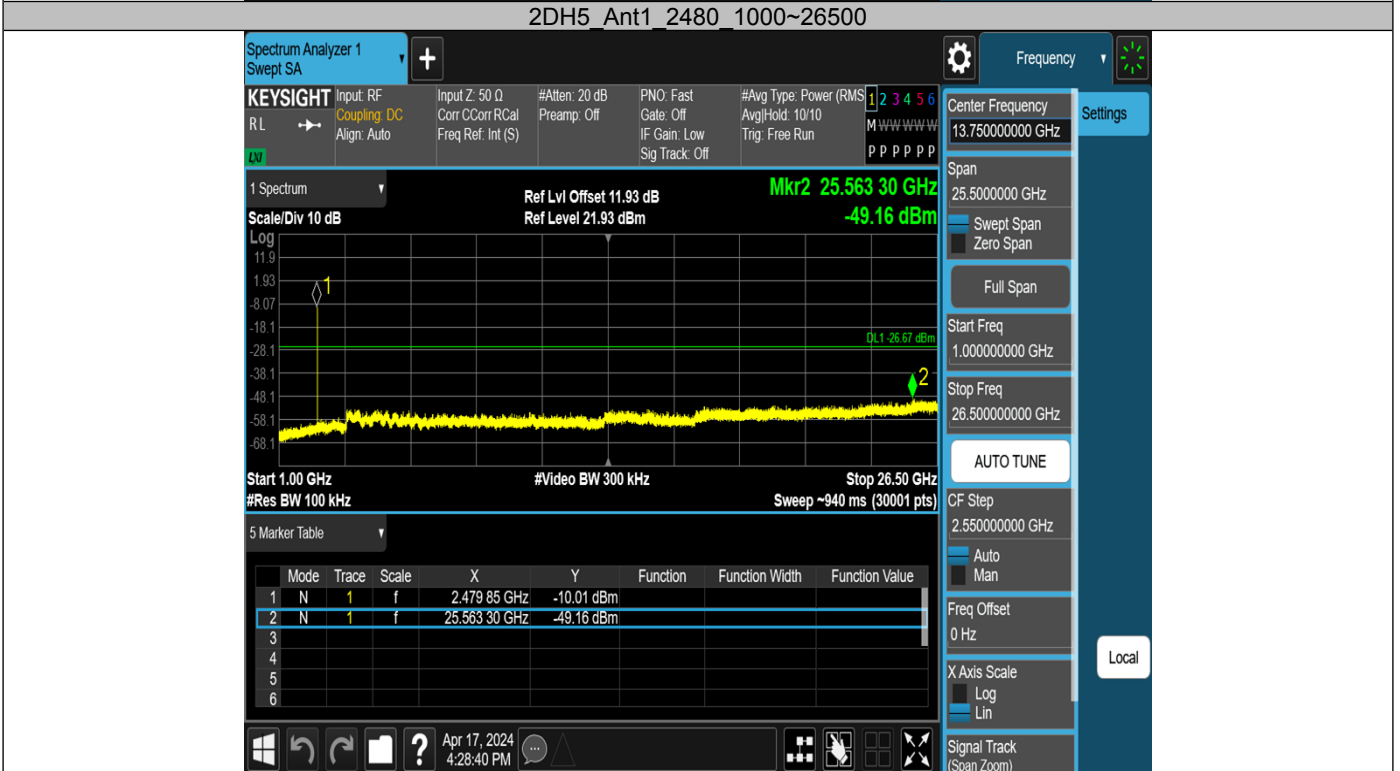 2DH5_Ant1_2480_1000~26500
Spectrum Analyzer 1
Swept SA
+
Frequency
KEYSIGHT
R L
LXI
Input: RF
Coupling: DC
Align: Auto
Input Z: 50 Ω
Corr CCorr RCal
Freq Ref: Int (S)
#Atten: 20 dB
Preamp: Off
PNO: Fast
Gate: Off
IF Gain: Low
Sig Track: Off
#Avg Type: Power (RMS
Avg|Hold: 10/10
Trig: Free Run
1 2 3 4 5 6
M W W W W W
P P P P P P
1 Spectrum
Scale/Div 10 dB
Ref Lvl Offset 11.93 dB
Ref Level 21.93 dBm
Mkr2 25.563 30 GHz
-49.16 dBm
Log
11.9
1.93
-8.07
-18.1
-28.1
-38.1
-48.1
-58.1
-68.1
1
DL1 -26.67 dBm
2
Start 1.00 GHz
#Video BW 300 kHz
Stop 26.50 GHz
#Res BW 100 kHz
Sweep ~940 ms (30001 pts)
5 Marker Table
Mode Trace Scale X Y Function Function Width Function Value
1 N 1 f 2.479 85 GHz -10.01 dBm
2 N 1 f 25.563 30 GHz -49.16 dBm
3
4
5
6
?
Apr 17, 2024
4:28:40 PM
Center Frequency
13.750000000 GHz
Settings
Span
25.5000000 GHz
Swept Span
Zero Span
Full Span
Start Freq
1.000000000 GHz
Stop Freq
26.500000000 GHz
AUTO TUNE
CF Step
2.550000000 GHz
Auto
Man
Freq Offset
0 Hz
X Axis Scale
Log
Lin
Signal Track
(Span Zoom)
Local